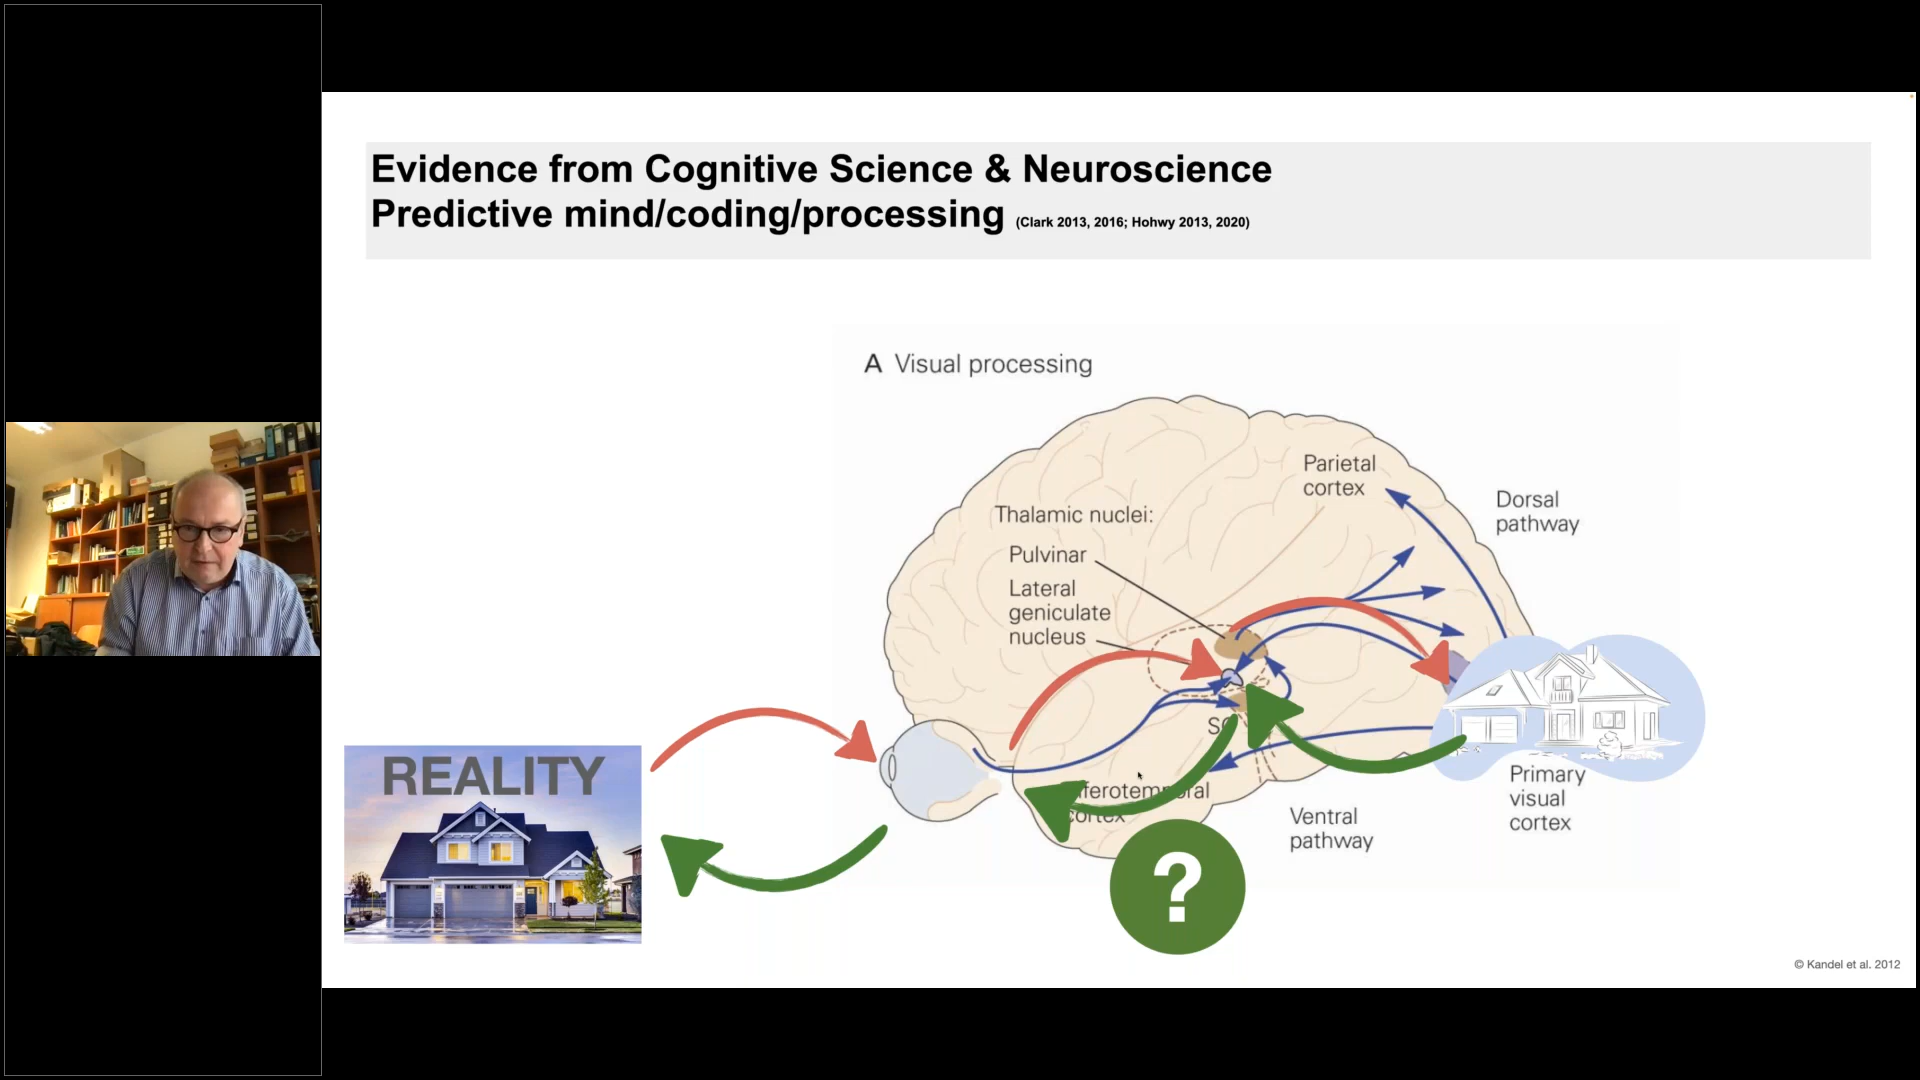 Evidence from Cognitive Science & Neuroscience
Predictive mind/coding/processing (Clark 2013, 2016; Hohwy 2013, 2020)
A Visual processing
Parietal
cortex
Dorsal
pathway
Thalamic nuclei:
Pulvinar
Lateral
geniculate
nucleus
REALITY
Primary
visual
cortex
Ventral
pathway
?
© Kandel et al. 2012